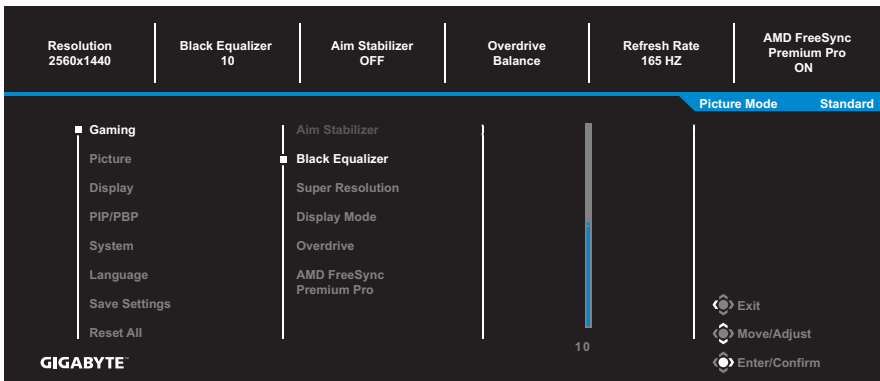 Resolution
2560x1440
Black Equalizer
10
Aim Stabilizer
OFF
Overdrive
Balance
Refresh Rate
165 HZ
AMD FreeSync
Premium Pro
ON
Picture Mode Standard
Gaming
Picture
Display
PIP/PBP
System
Language
Save Settings
Reset All
Aim Stabilizer
Black Equalizer
Super Resolution
Display Mode
Overdrive
AMD FreeSync
Premium Pro
10
Exit
Move/Adjust
Enter/Confirm
GIGABYTE™